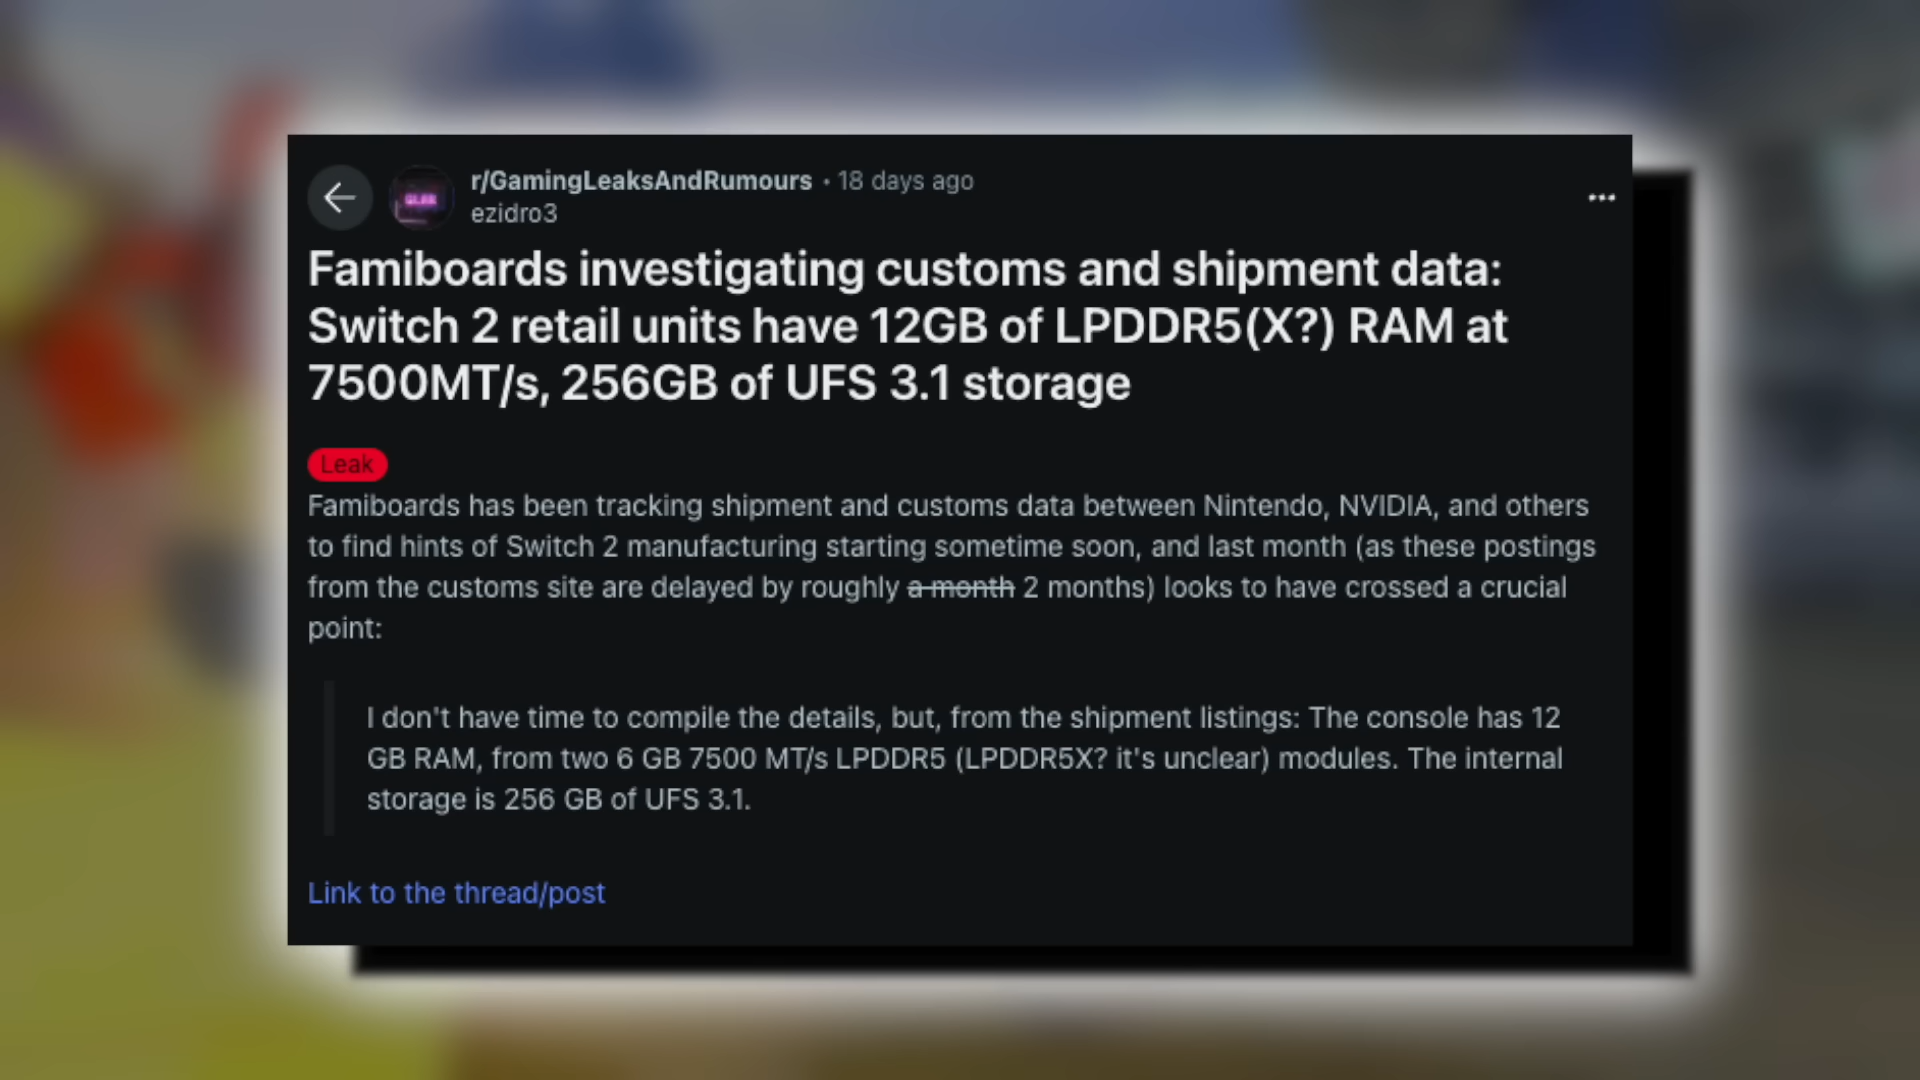 r/GamingLeaksAndRumours • 18 days ago
ezidro3
Famiboards investigating customs and shipment data:
Switch 2 retail units have 12GB of LPDDR5(X?) RAM at
7500MT/s, 256GB of UFS 3.1 storage
Leak
Famiboards has been tracking shipment and customs data between Nintendo, NVIDIA, and others
to find hints of Switch 2 manufacturing starting sometime soon, and last month (as these postings
from the customs site are delayed by roughly a month 2 months) looks to have crossed a crucial
point:
I don't have time to compile the details, but, from the shipment listings: The console has 12
GB RAM, from two 6 GB 7500 MT/s LPDDR5 (LPDDR5X? it's unclear) modules. The internal
storage is 256 GB of UFS 3.1.
Link to the thread/post